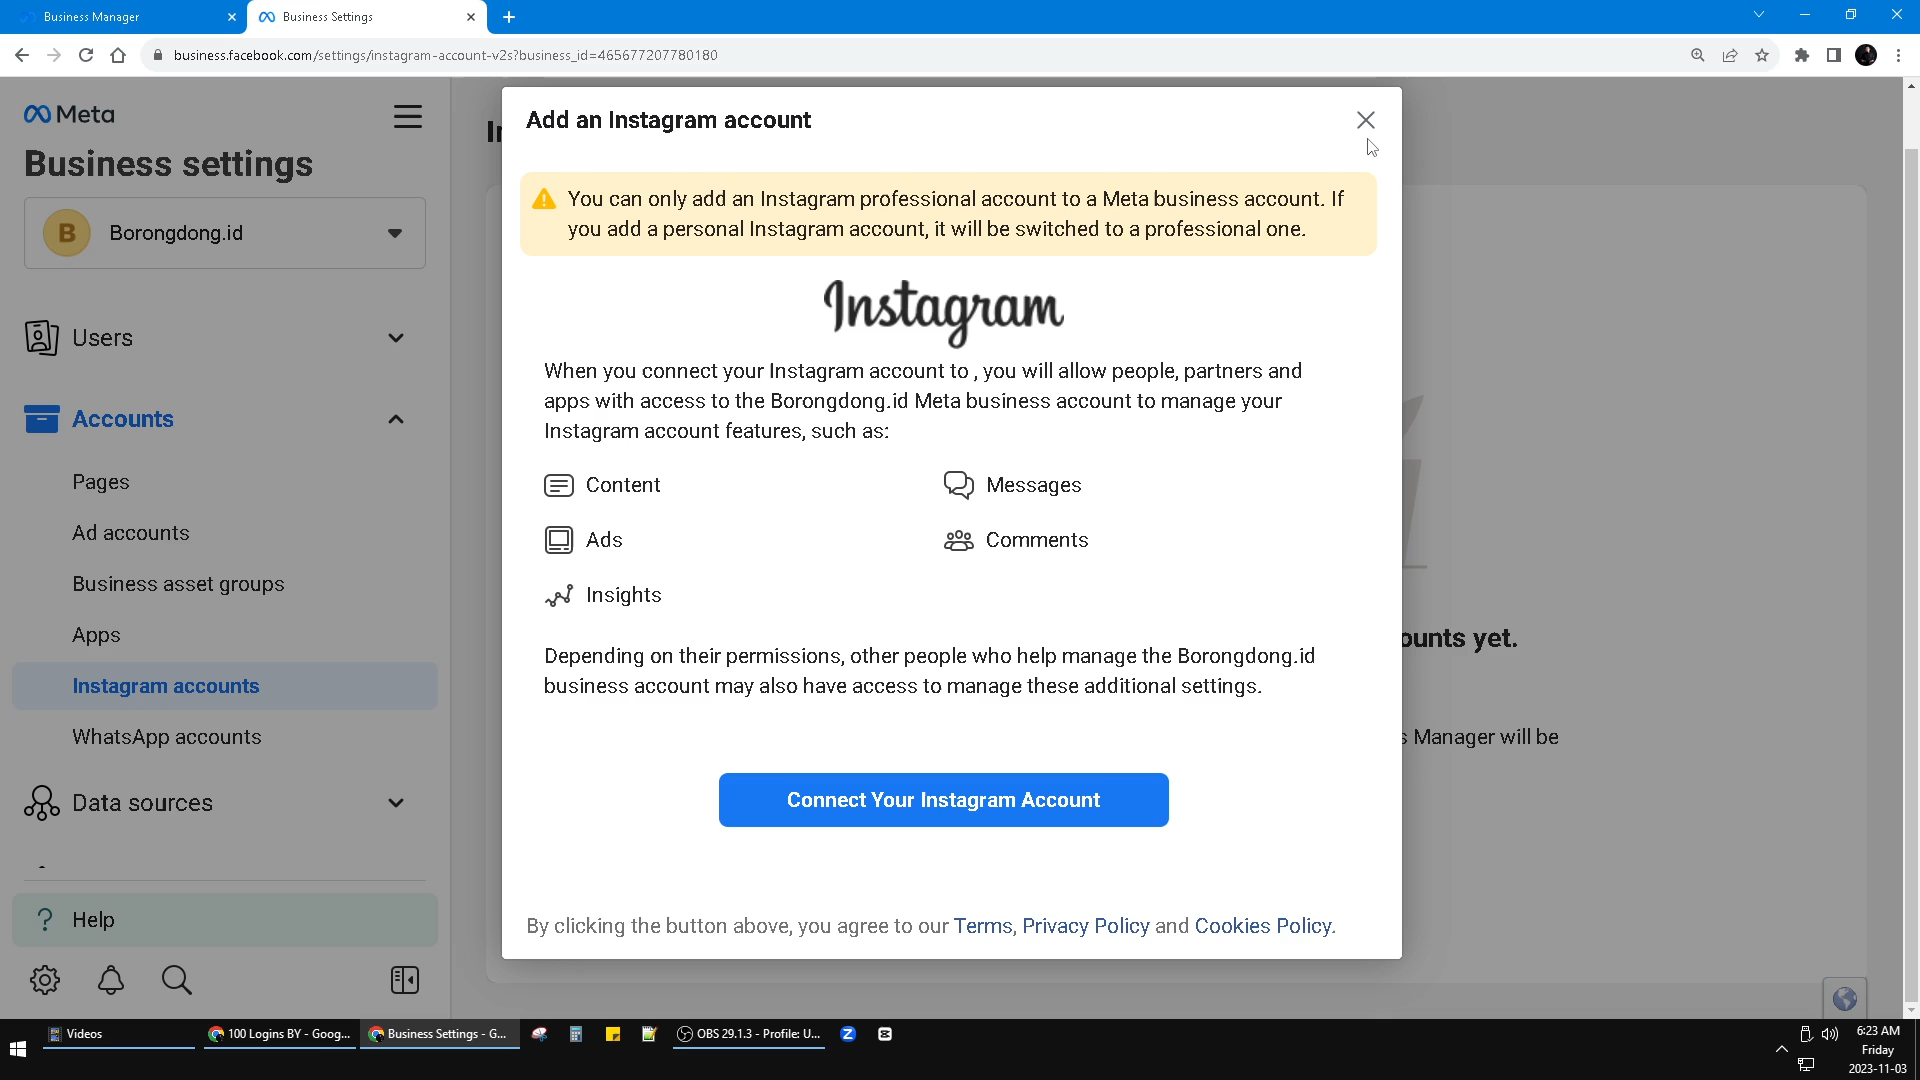 Business Manager
Business Settings
business.facebook.com/settings/instagram-account-v2s?business_id=465677207780180
Meta
Business settings
B
Borongdong.id
Users
Accounts
Pages
Ad accounts
Business asset groups
Apps
Instagram accounts
WhatsApp accounts
Data sources
Help
Add an Instagram account
You can only add an Instagram professional account to a Meta business account. If
you add a personal Instagram account, it will be switched to a professional one.
Instagram
When you connect your Instagram account to , you will allow people, partners and
apps with access to the Borongdong.id Meta business account to manage your
Instagram account features, such as:
Content
Messages
Ads
Comments
Insights
Depending on their permissions, other people who help manage the Borongdong.id
business account may also have access to manage these additional settings.
Connect Your Instagram Account
By clicking the button above, you agree to our Terms, Privacy Policy and Cookies Policy.
ounts yet.
s Manager will be
Videos
100 Logins BY - Goog...
Business Settings - G...
OBS 29.1.3 - Profile: U...
Z
6:23 AM
Friday
2023-11-03